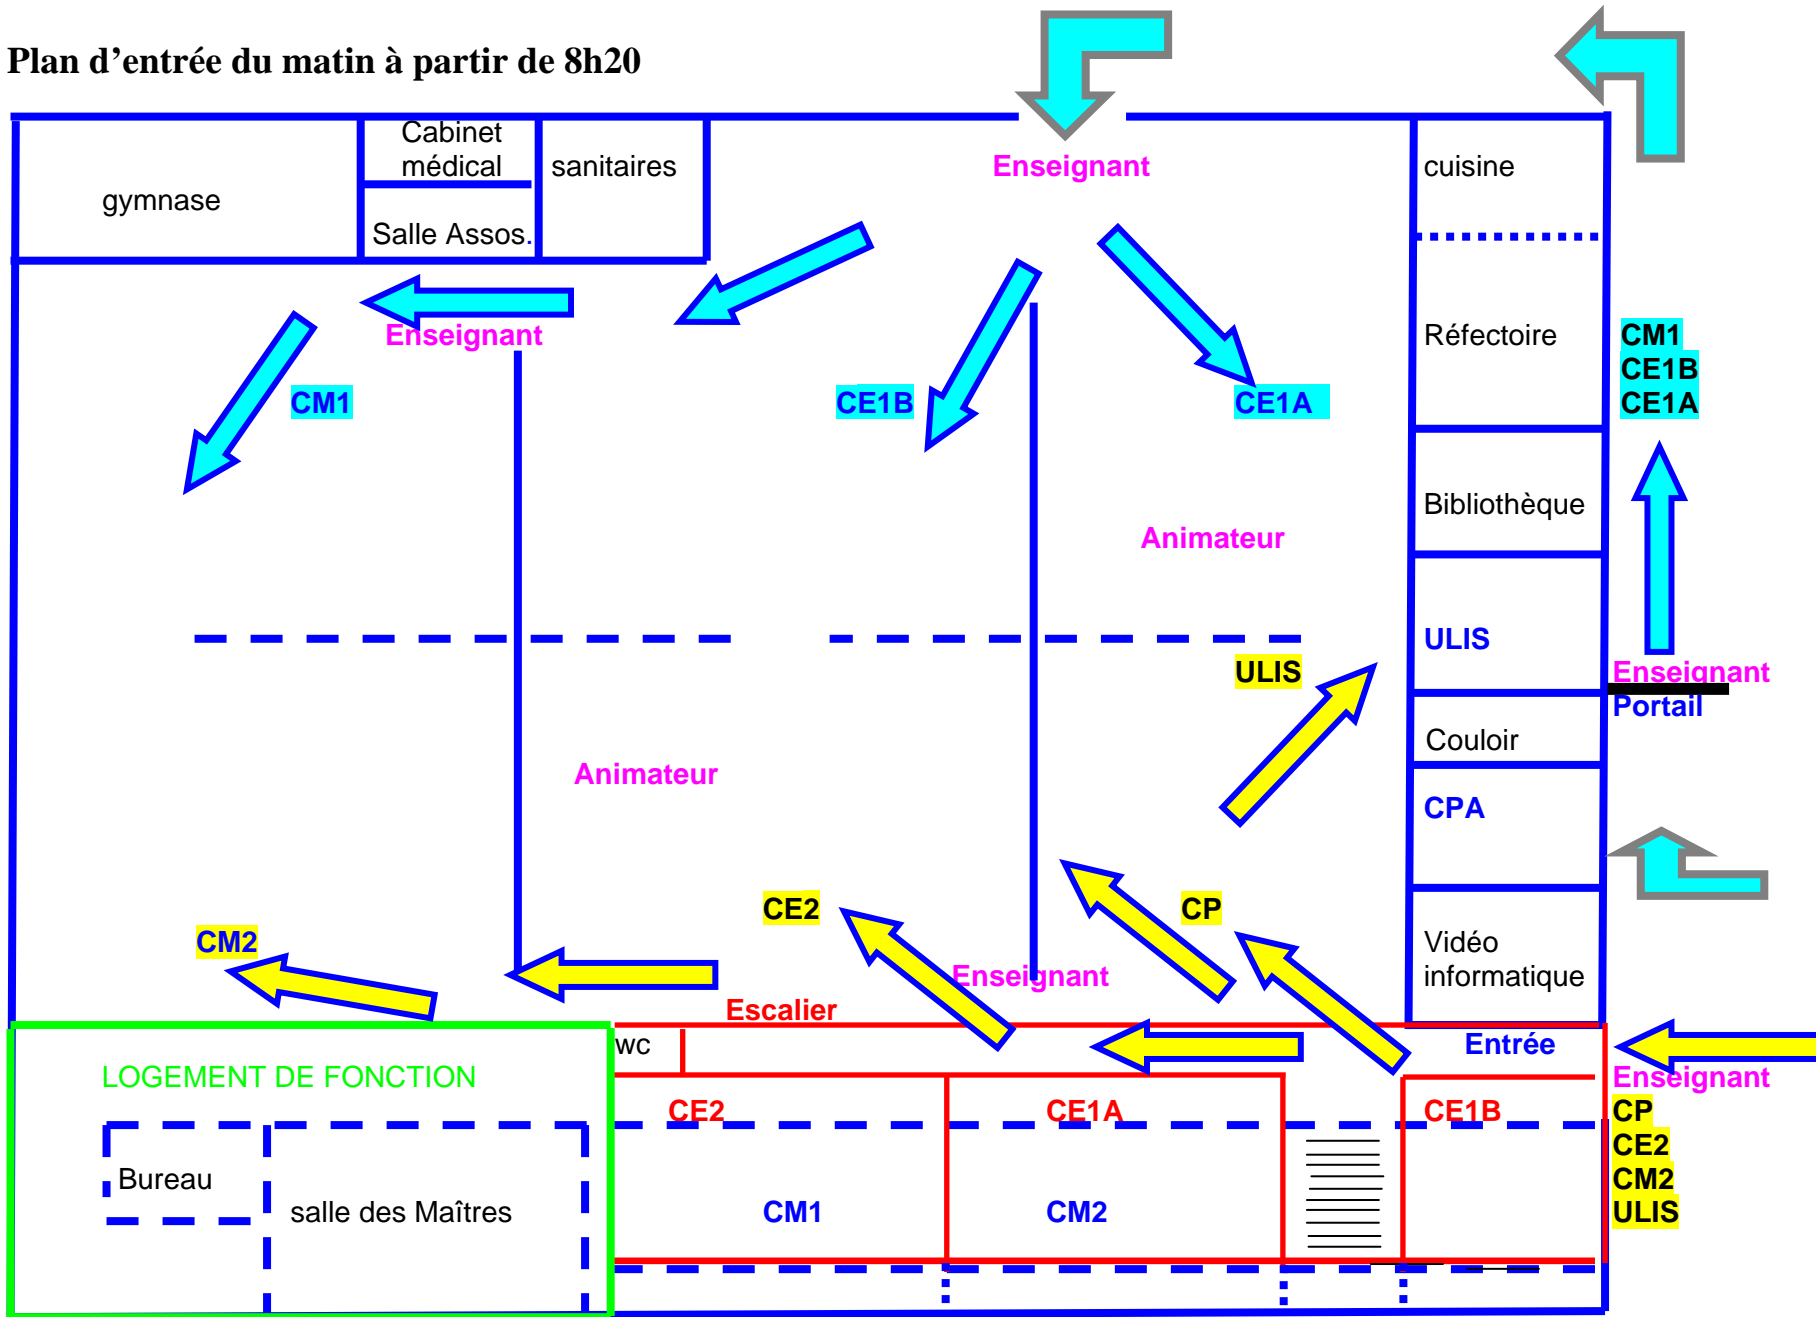 Plan d’entrée du matin à partir de 8h20
Cabinet
médical
sanitaires
Enseignant
cuisine
gymnase
Salle Assos.
Enseignant
Réfectoire
CM1
CE1B
CE1A
CM1
CE1B
CE1A
Bibliothèque
Animateur
ULIS
ULIS
Enseignant
Portail
Couloir
Animateur
CPA
CE2
CP
CM2
Vidéo
informatique
Enseignant
Escalier
wc
Entrée
LOGEMENT DE FONCTION
Enseignant
CE2
CE1A
CE1B
CP
CE2
CM2
ULIS
Bureau
salle des Maîtres
CM1
CM2